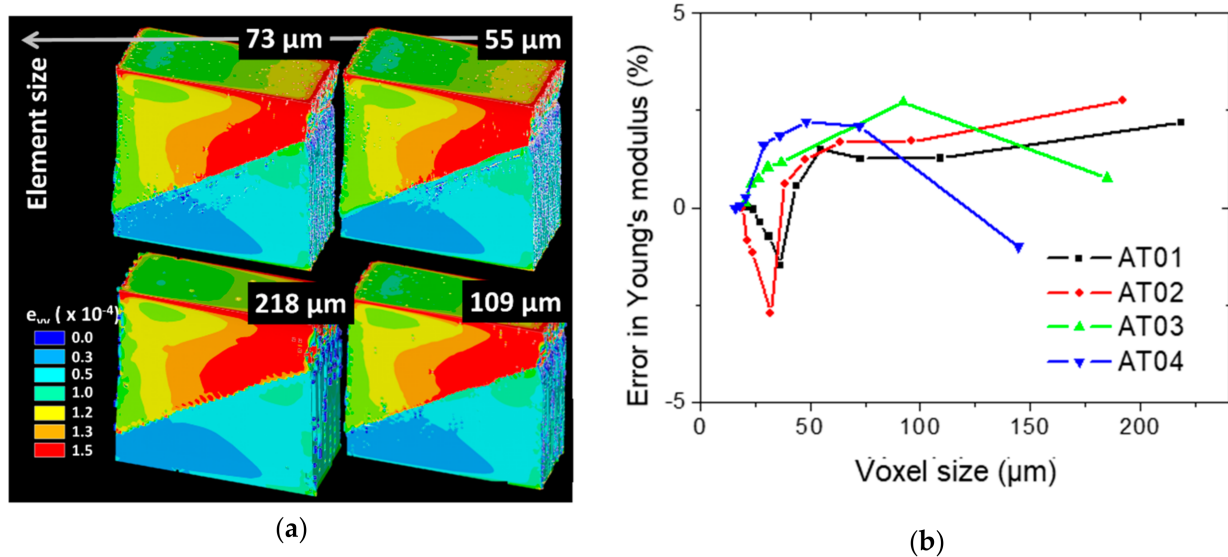 73 μm
55 μm
Element size
218 μm
109 μm
( x 10⁻⁴)
0.0
0.3
0.5
1.0
1.2
1.3
1.5
(a)
5
0
-5
Error in Young's modulus (%)
AT01
AT02
AT03
AT04
0 50 100 150 200
Voxel size (μm)
(b)